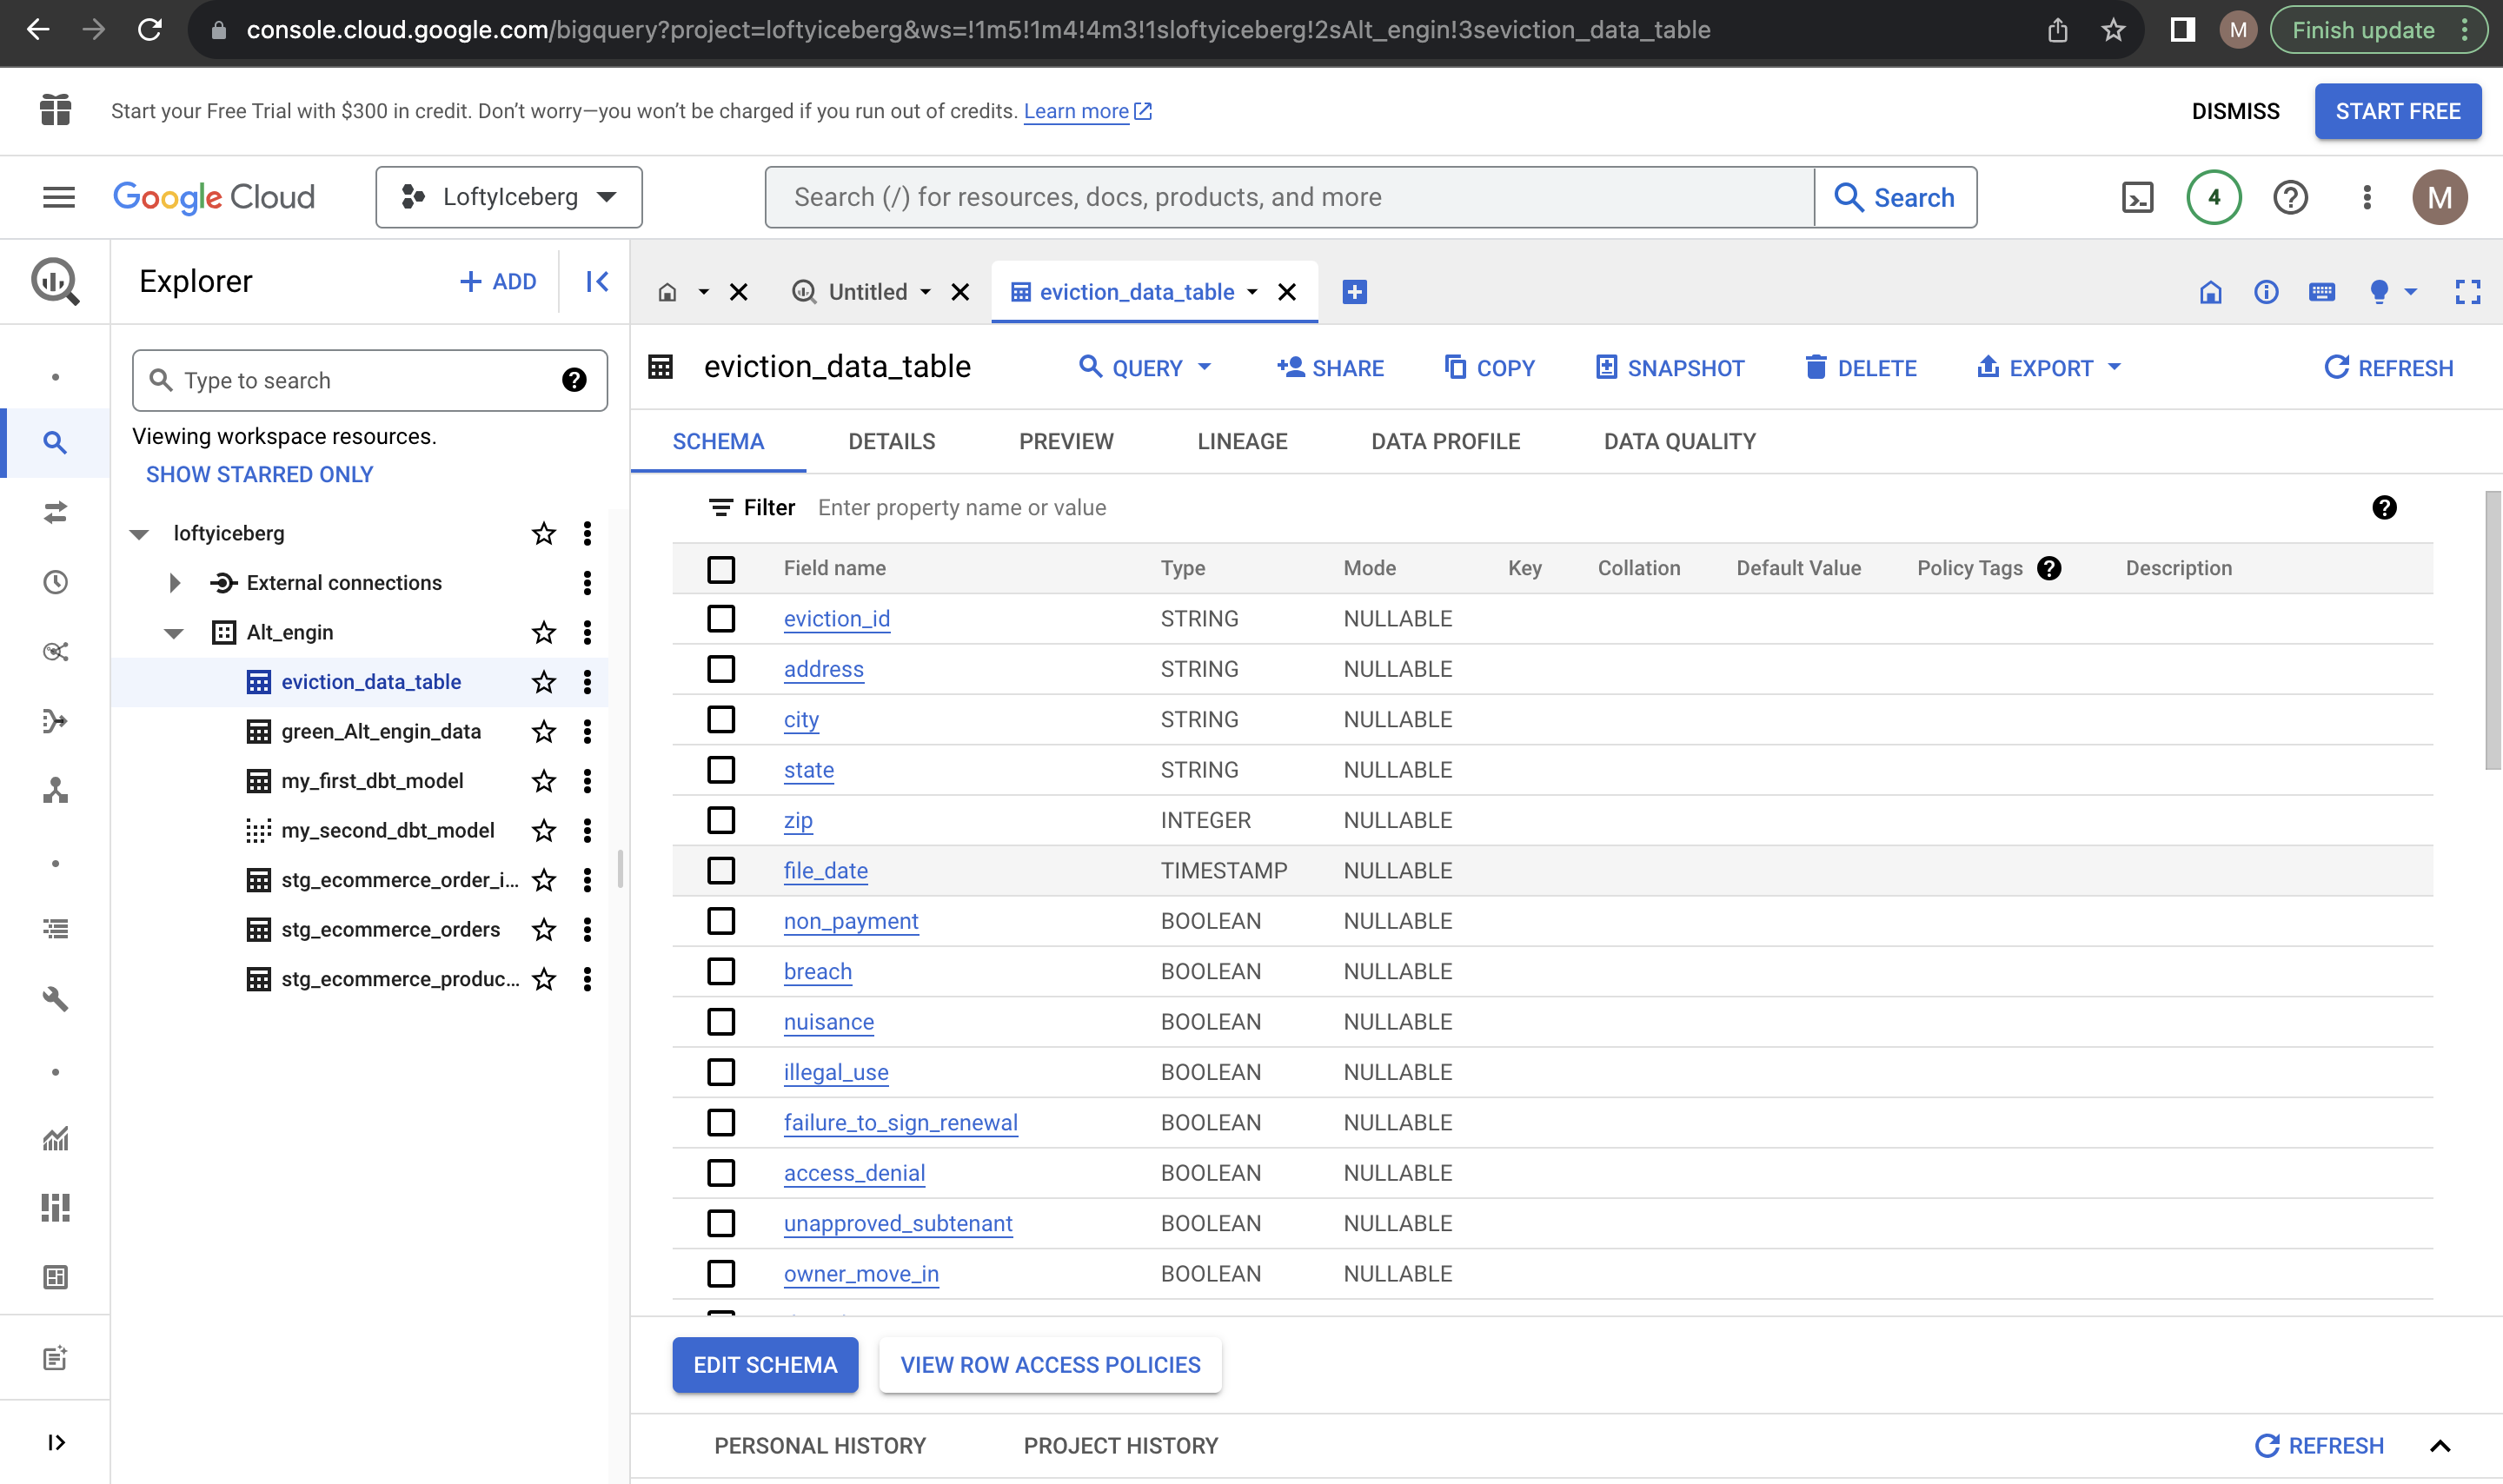 console.cloud.google.com/bigquery?project=loftyiceberg&ws=!1m5!1m4!4m3!1sloftyiceberg!2sAlt_engin!3seviction_data_table
M
Finish update
Start your Free Trial with $300 in credit. Don’t worry—you won’t be charged if you run out of credits. Learn more
DISMISS
START FREE
Google Cloud
LoftyIceberg
Search (/) for resources, docs, products, and more
Search
4
M
Explorer
+ ADD
Untitled
eviction_data_table
Type to search
Viewing workspace resources.
SHOW STARRED ONLY
loftyiceberg
External connections
Alt_engin
eviction_data_table
green_Alt_engin_data
my_first_dbt_model
my_second_dbt_model
stg_ecommerce_order_i...
stg_ecommerce_orders
stg_ecommerce_produc...
eviction_data_table
QUERY
SHARE
COPY
SNAPSHOT
DELETE
EXPORT
REFRESH
SCHEMA DETAILS PREVIEW LINEAGE DATA PROFILE DATA QUALITY
Filter Enter property name or value
Field name Type Mode Key Collation Default Value Policy Tags Description
eviction_id STRING NULLABLE
address STRING NULLABLE
city STRING NULLABLE
state STRING NULLABLE
zip INTEGER NULLABLE
file_date TIMESTAMP NULLABLE
non_payment BOOLEAN NULLABLE
breach BOOLEAN NULLABLE
nuisance BOOLEAN NULLABLE
illegal_use BOOLEAN NULLABLE
failure_to_sign_renewal BOOLEAN NULLABLE
access_denial BOOLEAN NULLABLE
unapproved_subtenant BOOLEAN NULLABLE
owner_move_in BOOLEAN NULLABLE
EDIT SCHEMA
VIEW ROW ACCESS POLICIES
PERSONAL HISTORY
PROJECT HISTORY
REFRESH